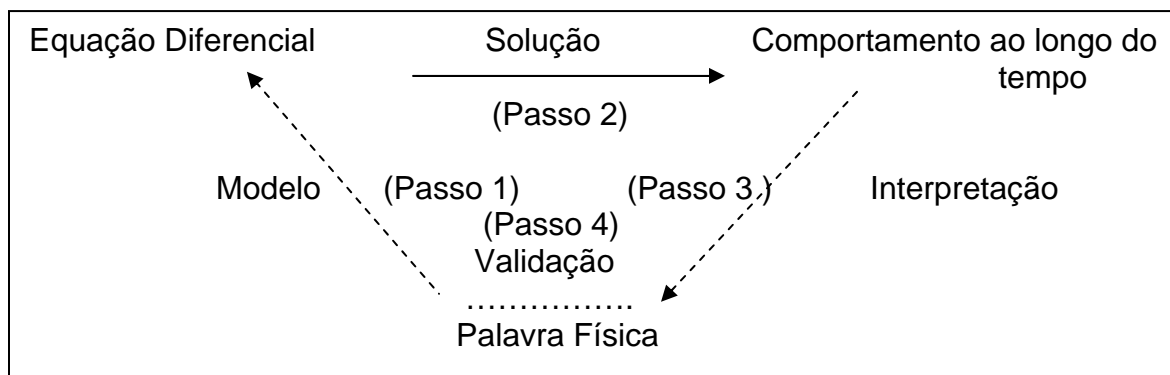 Equação Diferencial Solução Comportamento ao longo do
tempo
(Passo 2)
Modelo (Passo 1) (Passo 3 ) Interpretação
(Passo 4)
Validação
…………….
Palavra Física